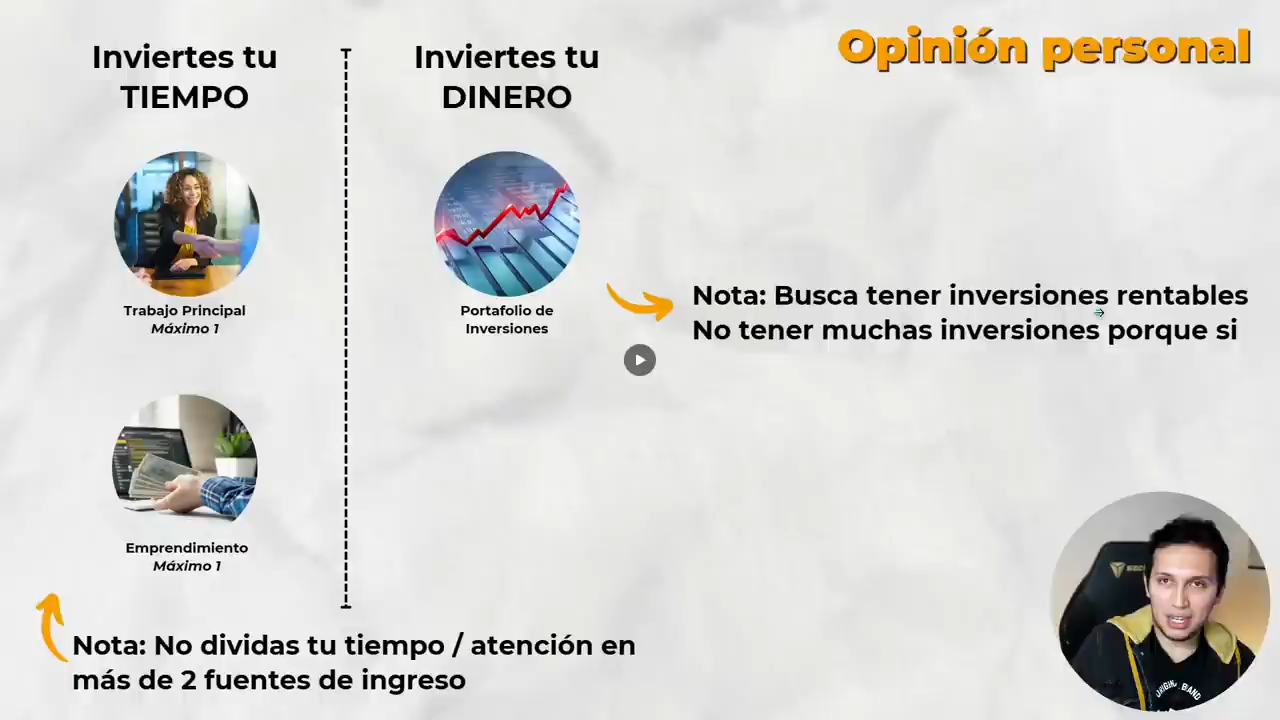 Inviertes tu
TIEMPO
Trabajo Principal
Máximo 1
Emprendimiento
Máximo 1
Nota: No dividas tu tiempo / atención en
más de 2 fuentes de ingreso
Inviertes tu
DINERO
Portafolio de
Inversiones
Opinión personal
Nota: Busca tener inversiones rentables
No tener muchas inversiones porque si